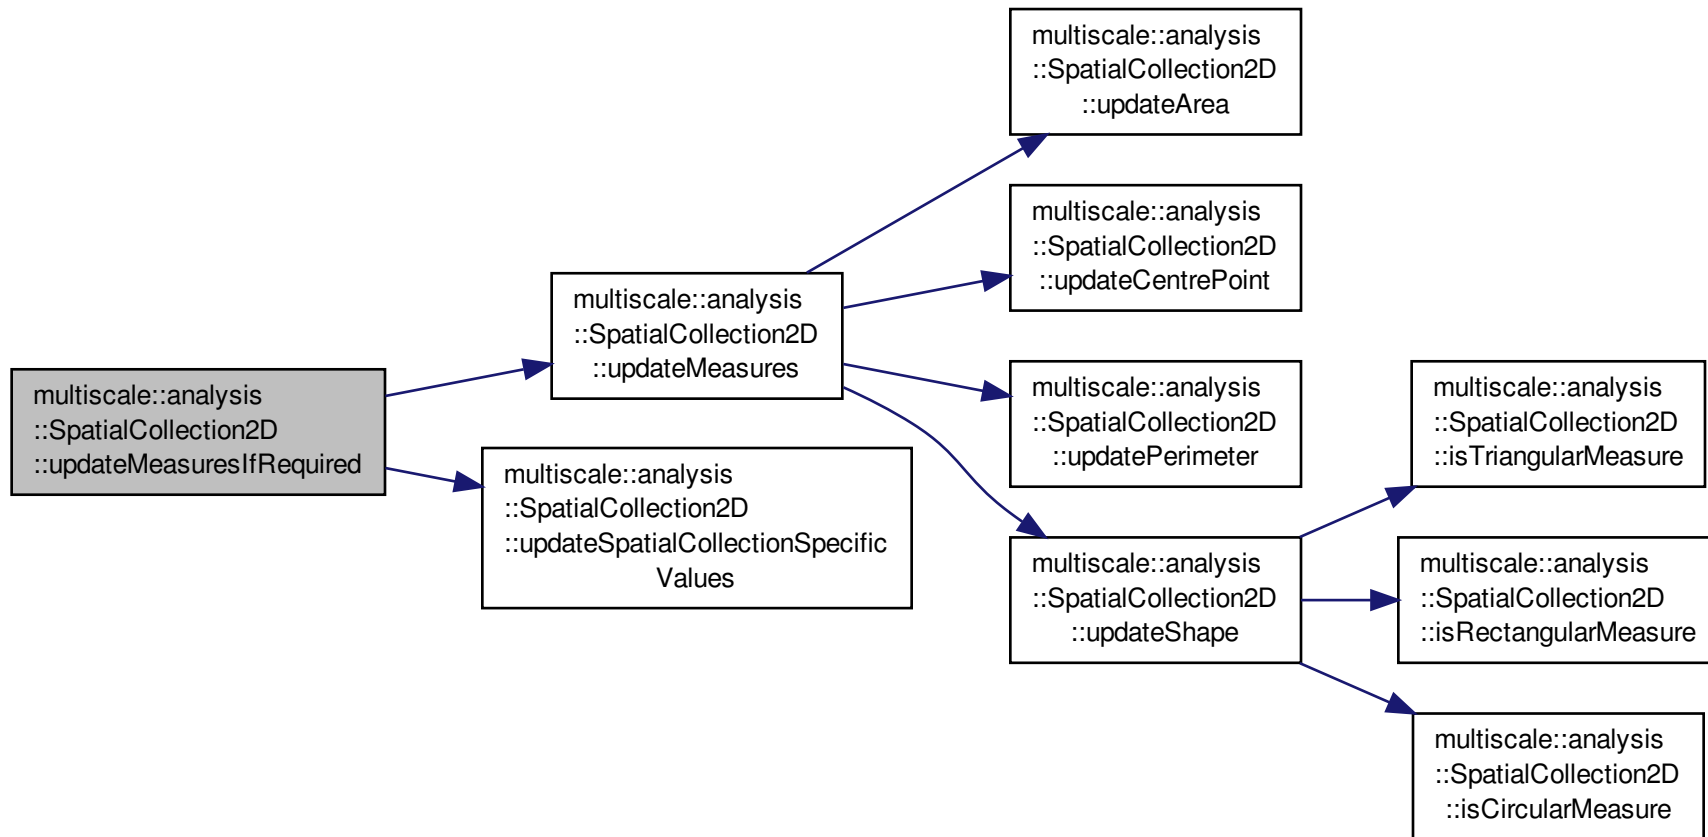 multiscale::analysis
::SpatialCollection2D
::updateMeasuresIfRequired
multiscale::analysis
::SpatialCollection2D
::updateMeasures
multiscale::analysis
::SpatialCollection2D
::updateSpatialCollectionSpecific
Values
multiscale::analysis
::SpatialCollection2D
::updateArea
multiscale::analysis
::SpatialCollection2D
::updateCentrePoint
multiscale::analysis
::SpatialCollection2D
::updatePerimeter
multiscale::analysis
::SpatialCollection2D
::updateShape
multiscale::analysis
::SpatialCollection2D
::isTriangularMeasure
multiscale::analysis
::SpatialCollection2D
::isRectangularMeasure
multiscale::analysis
::SpatialCollection2D
::isCircularMeasure